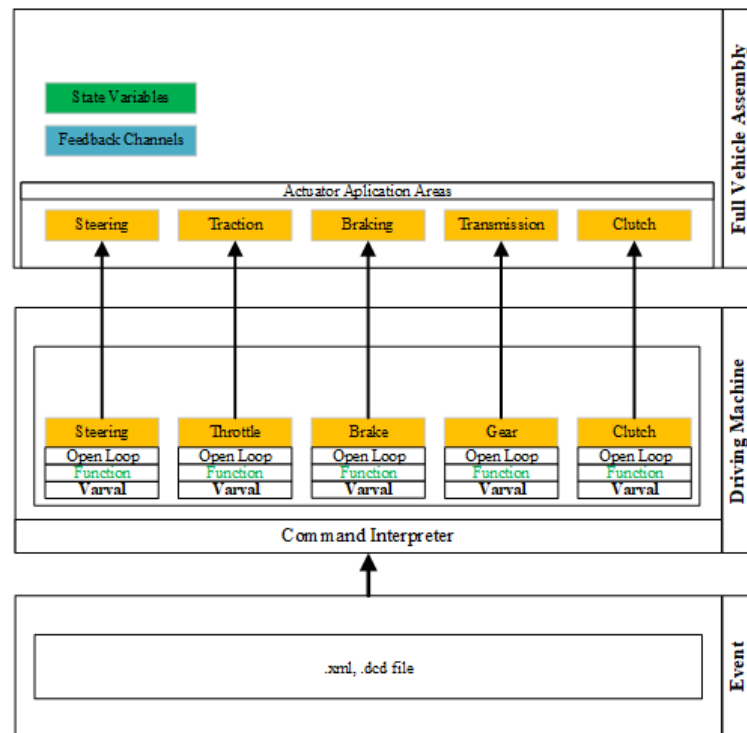 State Variables
Feedback Channels
Actuator Aplication Areas
Steering Traction Braking Transmission Clutch
Full Vehicle Assembly
Steering Throttle Brake Gear Clutch
Open Loop Open Loop Open Loop Open Loop Open Loop
Function Function Function Function Function
Varval Varval Varval Varval Varval
Command Interpreter
Driving Machine
.xml, .dcd file
Event